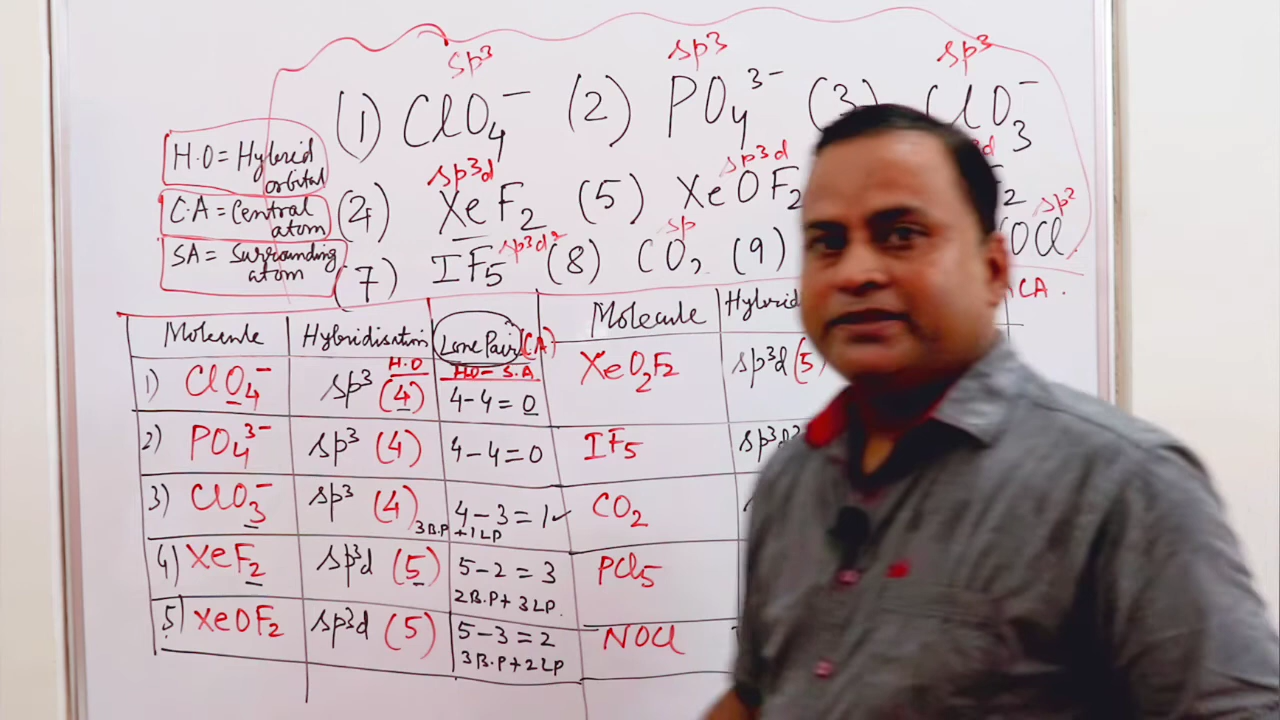 sp³ sp³ sp³
(1) ClO₄⁻ (2) PO₄³⁻ (3) ClO₃⁻
H.O = Hybrid orbital
C.A = Central atom
SA = Surrounding atom
sp³d sp³d
(4) XeF₂ (5) XeOF₂
sp³d² sp sp²
(7) IF₅ (8) CO₂ (9) OCl
CA.
Molecule Hybridisation Lone Pair (C.A)
H.O H.O – S.A
1) ClO₄⁻ sp³ (4) 4-4=0
2) PO₄³⁻ sp³ (4) 4-4=0
3) ClO₃⁻ sp³ (4) 4-3=1✓
3B.P+1LP
4) XeF₂ sp³d (5) 5-2=3
2B.P+3LP.
5) XeOF₂ sp³d (5) 5-3=2
3B.P+2LP
Molecule Hybrid
XeO₂F₂ sp³d (5
IF₅ sp³d²
CO₂
PCl₅
NOCl